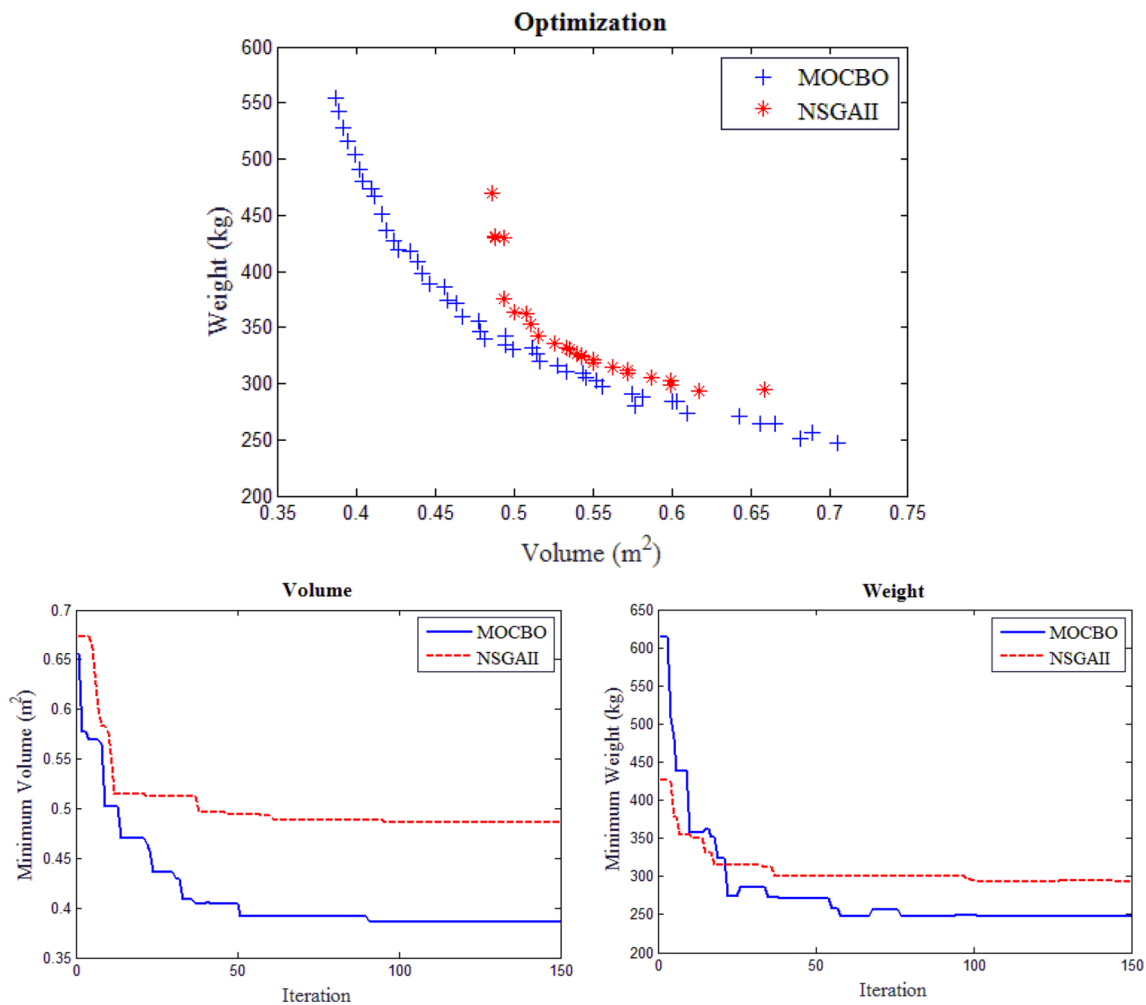 Optimization
600
550
500
450
400
350
300
250
200
Weight (kg)
MOCBO
NSGAII
0.35 0.4 0.45 0.5 0.55 0.6 0.65 0.7 0.75
Volume (m²)
Volume
0.7
0.65
0.6
0.55
0.5
0.45
0.4
0.35
Minimum Volume (m²)
MOCBO
NSGAII
0 50 100 150
Iteration
Weight
650
600
550
500
450
400
350
300
250
200
Minimum Weight (kg)
MOCBO
NSGAII
0 50 100 150
Iteration